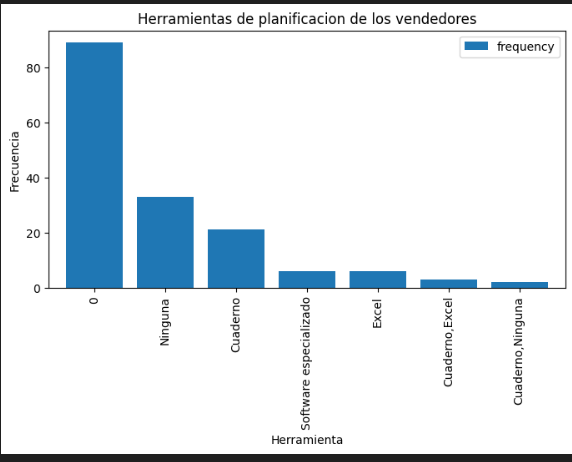 Herramientas de planificacion de los vendedores
frequency
Frecuencia
80
60
40
20
0
0
Ninguna
Cuaderno
Software especializado
Excel
Cuaderno,Excel
Cuaderno,Ninguna
Herramienta